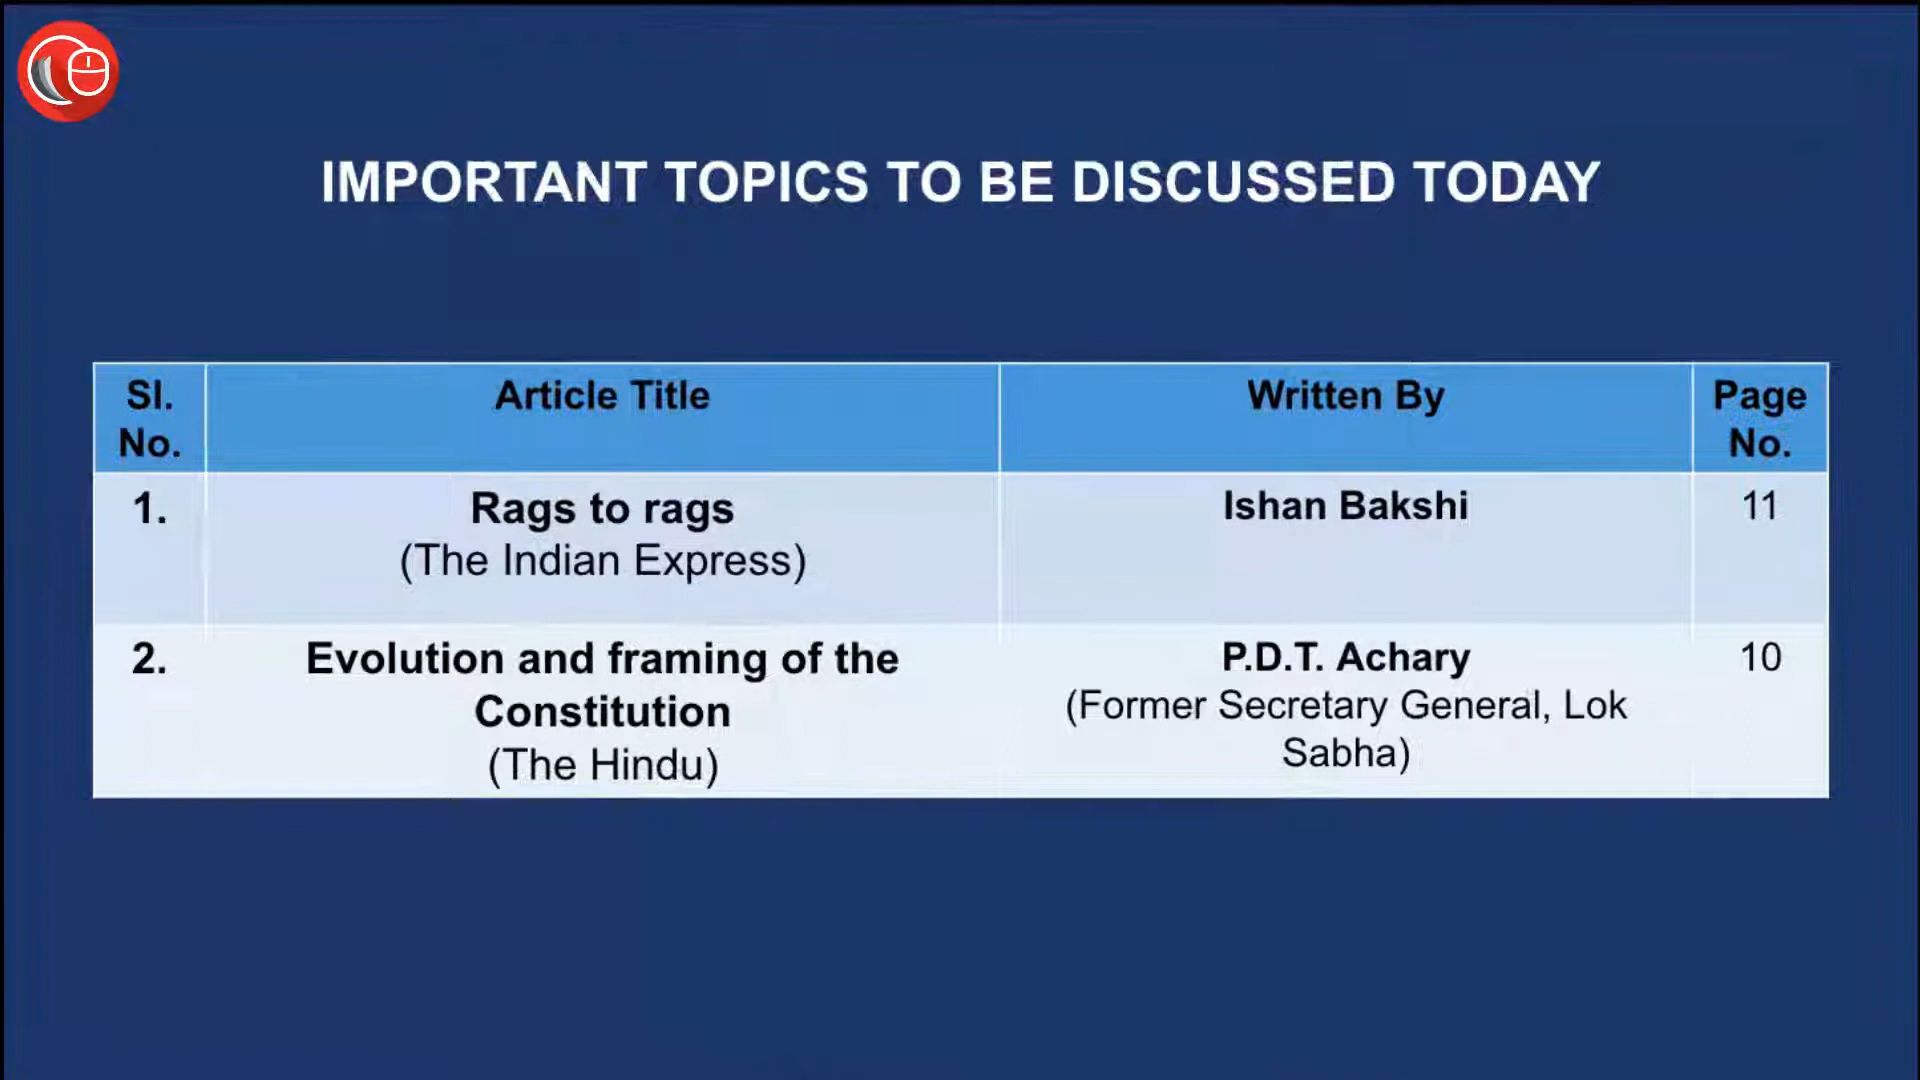 IMPORTANT TOPICS TO BE DISCUSSED TODAY
Sl. No.
Article Title
Written By
Page No.
1.
Rags to rags
(The Indian Express)
Ishan Bakshi
11
2.
Evolution and framing of the
Constitution
(The Hindu)
P.D.T. Achary
(Former Secretary General, Lok
Sabha)
10